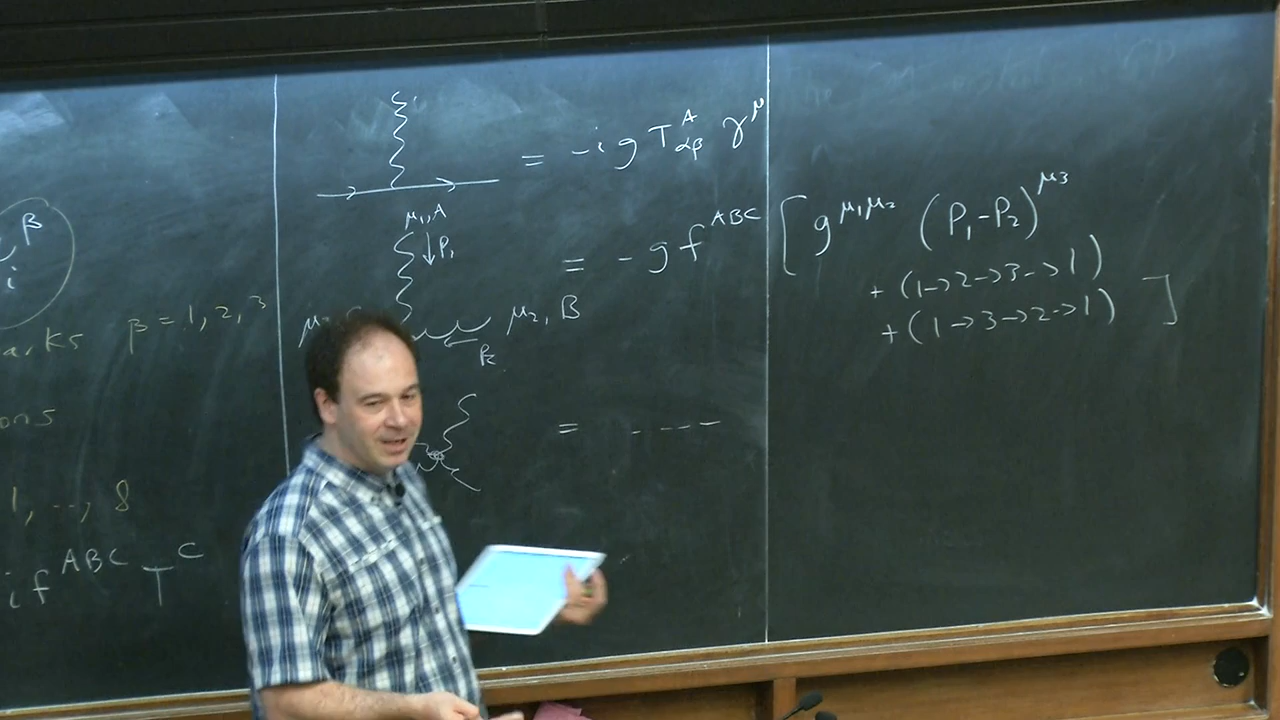 β
i
arks β = 1, 2, 3
ons
1, .., 8
i f^{ABC} T^C
= -i g T^A_{αβ} γ^μ
μ₁, A
↓ P₁
= - g f^{ABC} [ g^{μ₁μ₂} (P₁-P₂)^{μ₃}
+ (1→2→3→1)
+ (1→3→2→1) ]
μ₂, B
P₂
= ----